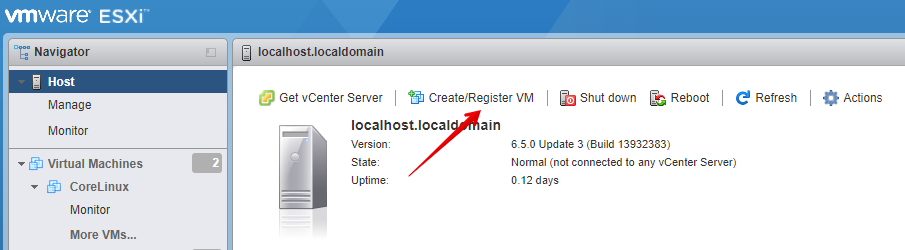 vmware ESXi™
Navigator
Host
Manage
Monitor
Virtual Machines 2
CoreLinux
Monitor
More VMs...
localhost.localdomain
Get vCenter Server | Create/Register VM | Shut down Reboot | Refresh | Actions
localhost.localdomain
Version: 6.5.0 Update 3 (Build 13932383)
State: Normal (not connected to any vCenter Server)
Uptime: 0.12 days